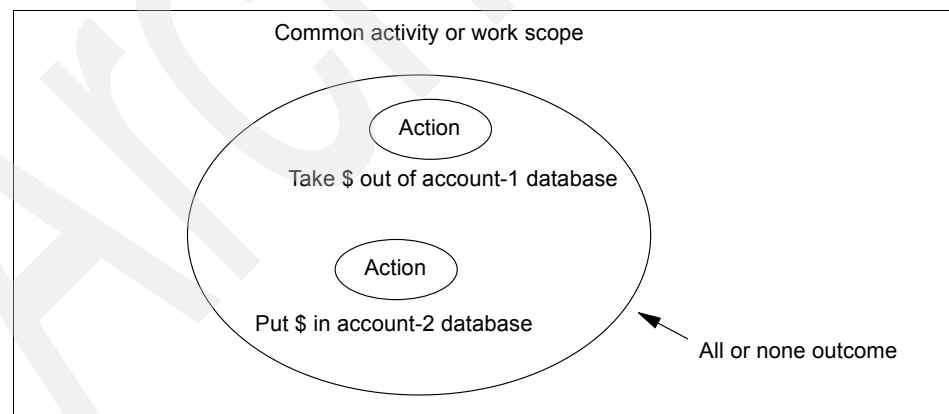 Common activity or work scope
Action
Take $ out of account-1 database
Action
Put $ in account-2 database
All or none outcome